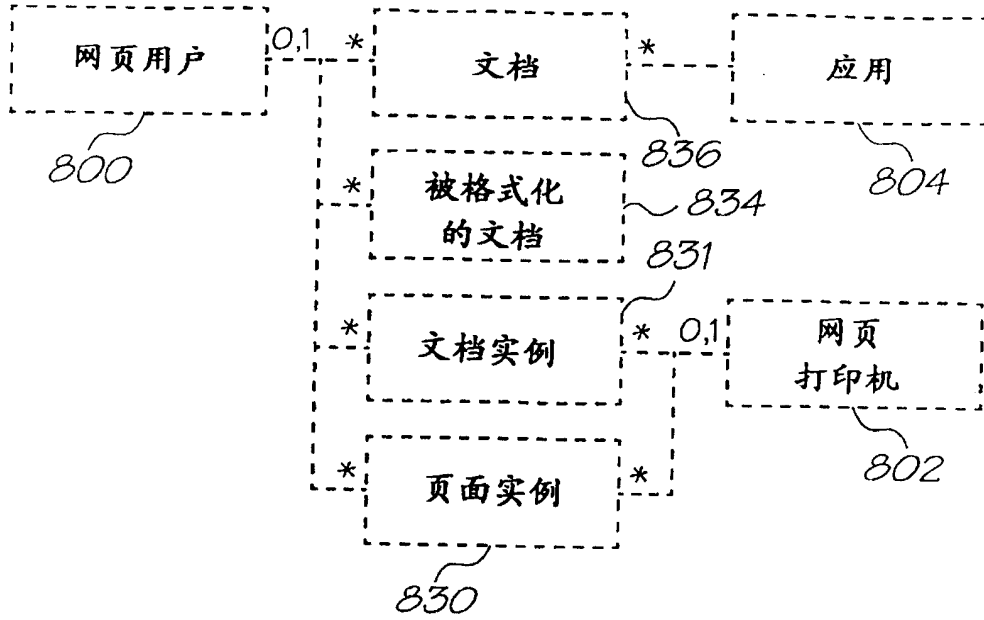 网页用户
0,1
*
文档
*
应用
800
836
804
*
被格式化
的文档
834
831
*
文档实例
*
0,1
网页
打印机
802
*
页面实例
*
830